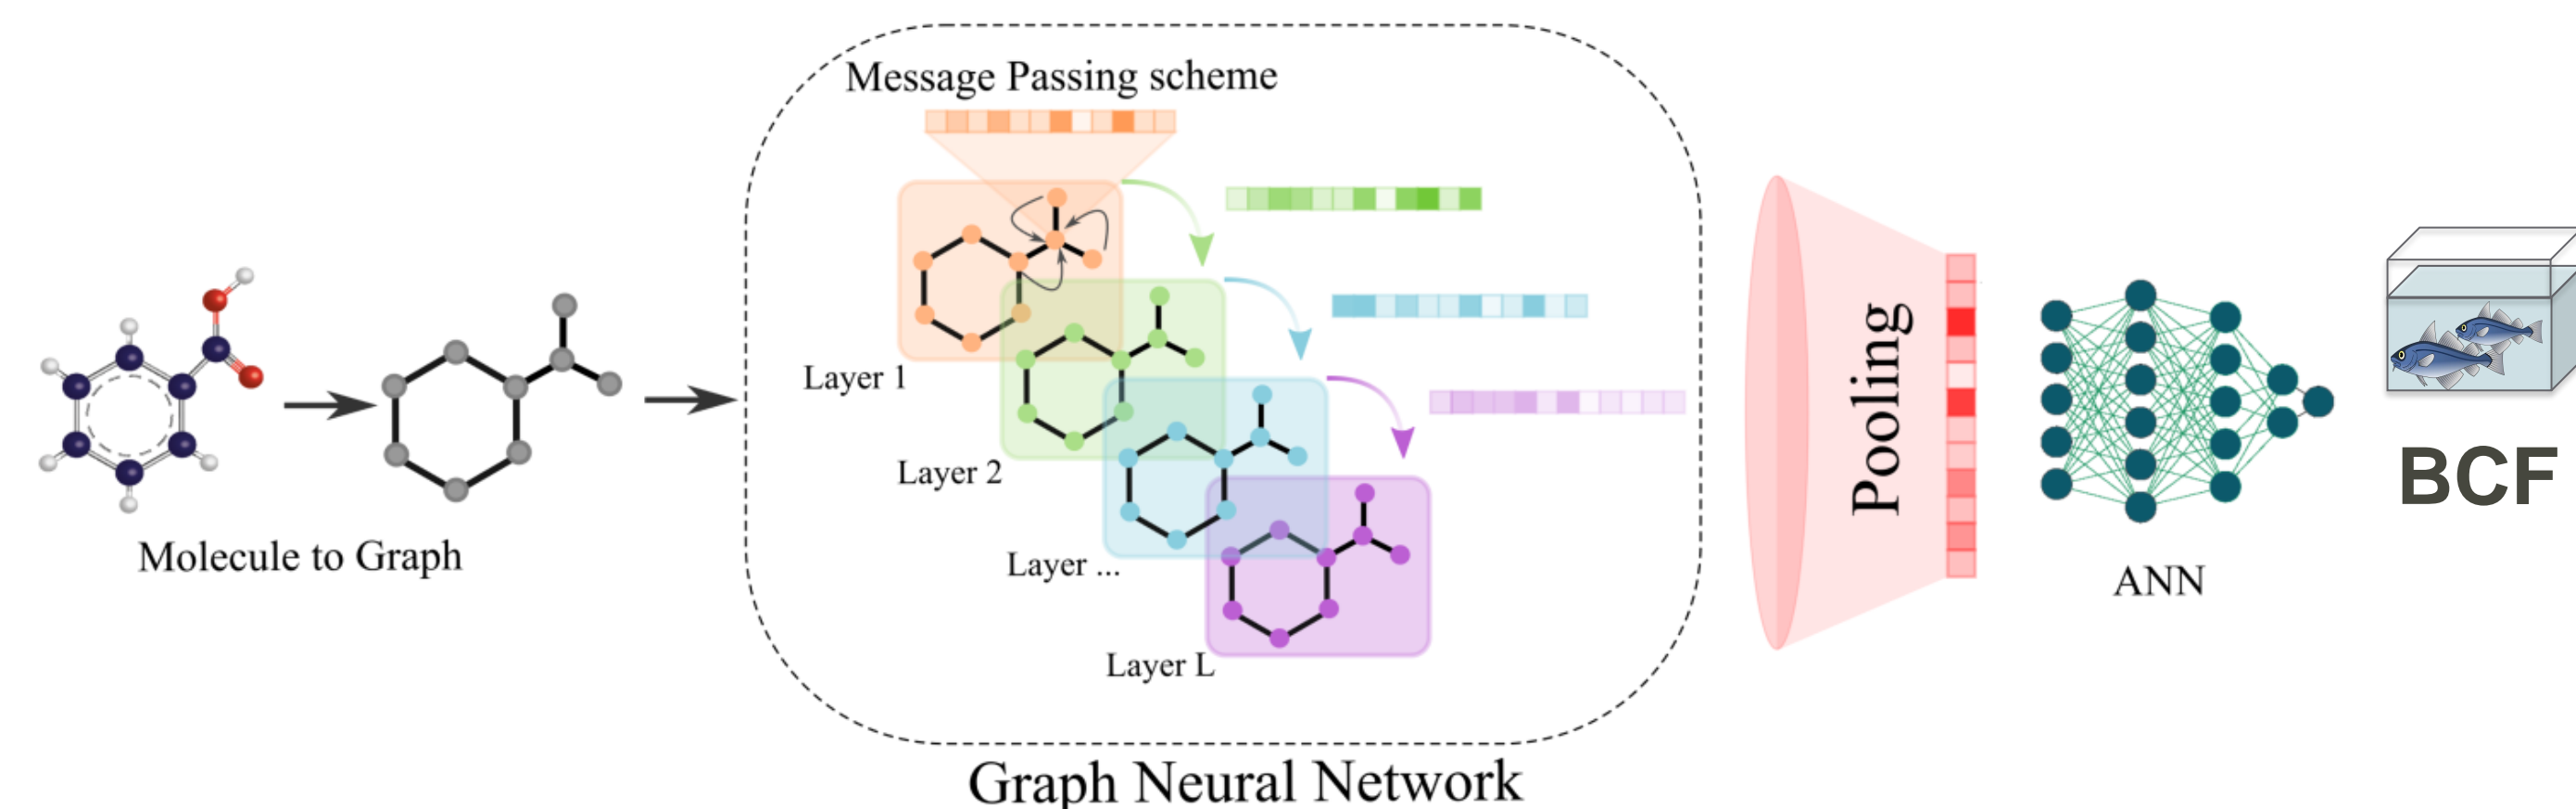 Message Passing scheme
Layer 1
Layer 2
Layer ...
Layer L
Molecule to Graph
Graph Neural Network
Pooling
ANN
BCF